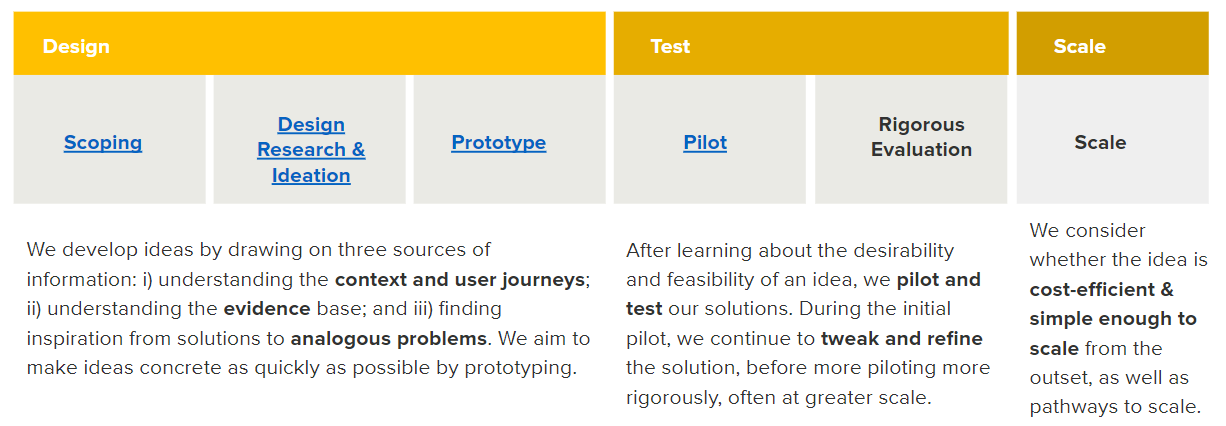 Design
Test
Scale
Scoping
Design
Research &
Ideation
Prototype
Pilot
Rigorous
Evaluation
Scale
We develop ideas by drawing on three sources of
information: i) understanding the context and user journeys;
ii) understanding the evidence base; and iii) finding
inspiration from solutions to analogous problems. We aim to
make ideas concrete as quickly as possible by prototyping.
After learning about the desirability
and feasibility of an idea, we pilot and
test our solutions. During the initial
pilot, we continue to tweak and refine
the solution, before more piloting more
rigorously, often at greater scale.
We consider
whether the idea is
cost-efficient &
simple enough to
scale from the
outset, as well as
pathways to scale.